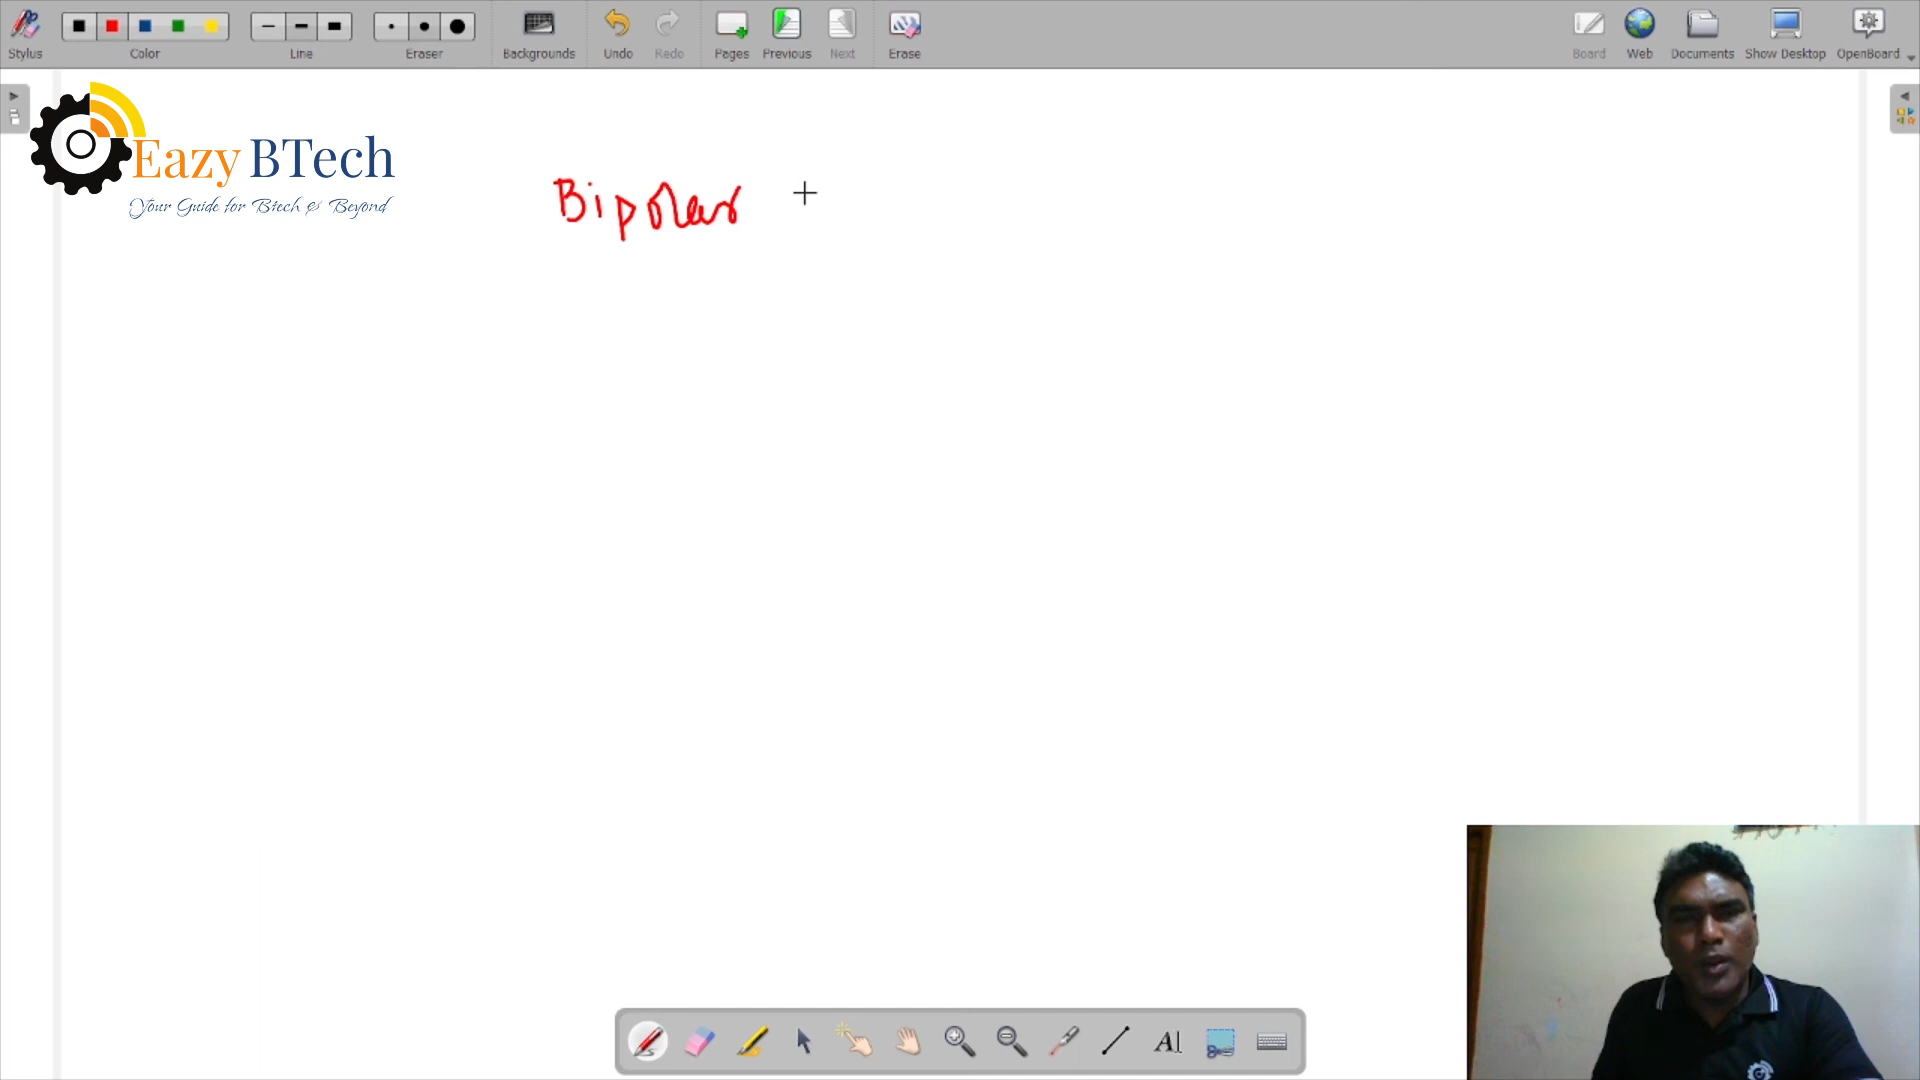 Stylus Color Line Eraser Backgrounds Undo Redo Pages Previous Next Erase Board Web Documents Show Desktop OpenBoard
Eazy BTech
Your Guide for Btech & Beyond
Bipolar
A